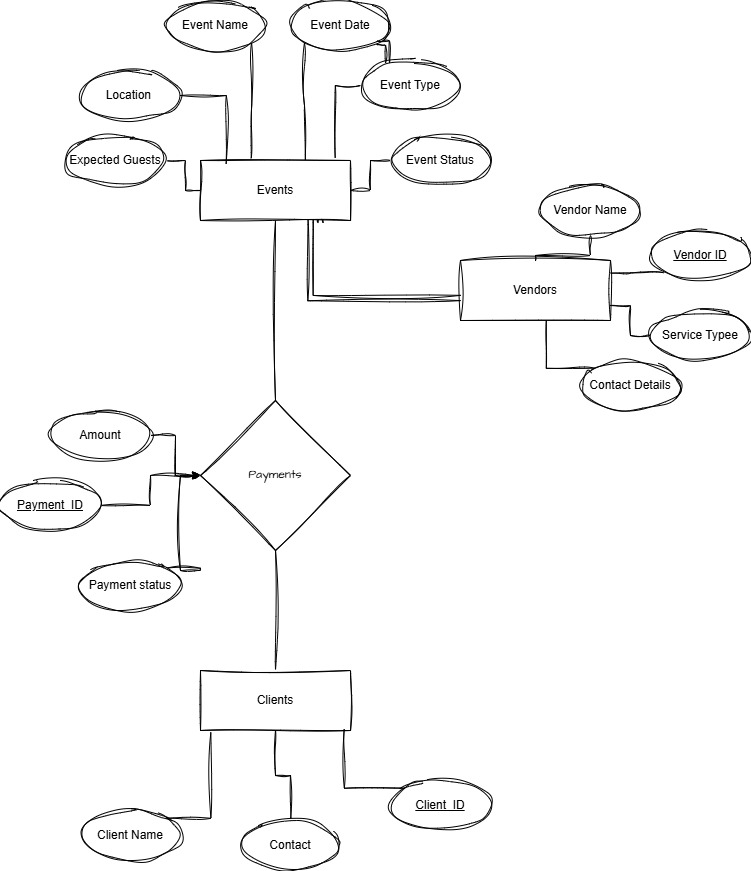 Event Name
Event Date
Event Type
Location
Expected Guests
Event Status
Events
Vendor Name
Vendor ID
Vendors
Service Typee
Contact Details
Amount
Payments
Payment_ID
Payment status
Clients
Client_ID
Client Name
Contact